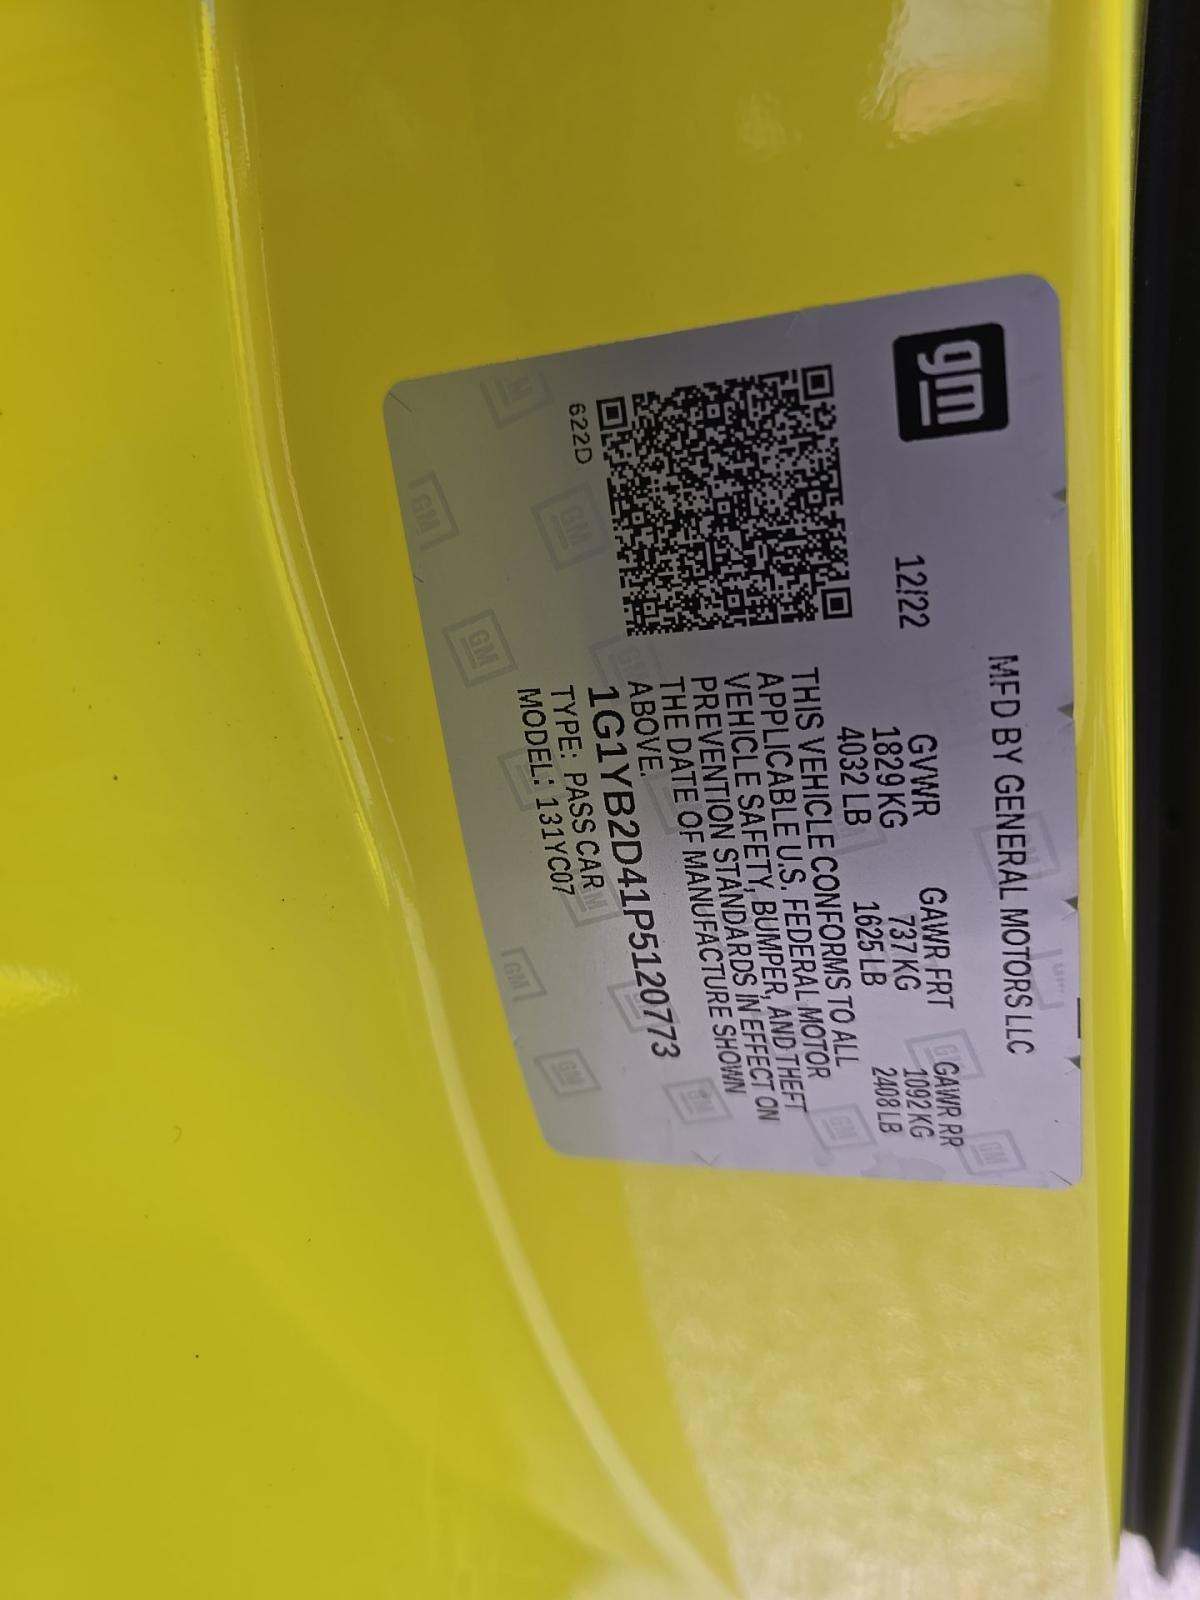 gm
MFD BY GENERAL MOTORS LLC
12/22
GVWR GAWR FRT GAWR RR
1829 KG 737 KG 1092 KG
4032 LB 1625 LB 2408 LB
THIS VEHICLE CONFORMS TO ALL
APPLICABLE U.S. FEDERAL MOTOR
VEHICLE SAFETY, BUMPER, AND THEFT
PREVENTION STANDARDS IN EFFECT ON
THE DATE OF MANUFACTURE SHOWN
ABOVE.
1G1YB2D41P5120773
TYPE: PASS CAR
MODEL: 131YC07
622D